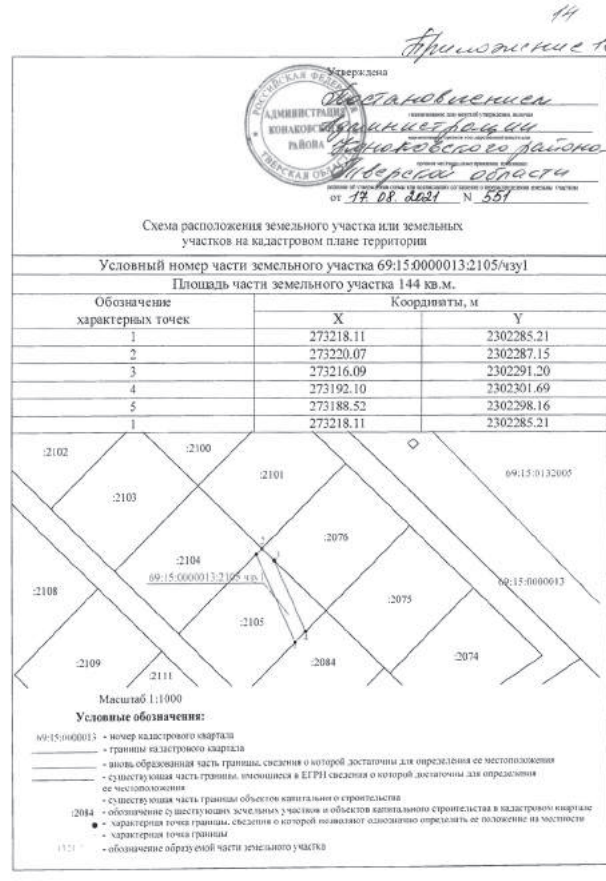 14
Приложение 1
Утверждена
Постановлением
Администрации
Конаковского района
Тверской области
от 17.08.2021 N 551
РОССИЙСКАЯ ФЕДЕРАЦИЯ
АДМИНИСТРАЦИЯ
КОНАКОВСКОГО
РАЙОНА
ТВЕРСКАЯ ОБЛАСТЬ
Схема расположения земельного участка или земельных
участков на кадастровом плане территории
Условный номер части земельного участка 69:15:0000013:2105/чзу1
Площадь части земельного участка 144 кв.м.
Обозначение характерных точек Координаты, м
X Y
1 273218.11 2302285.21
2 273220.07 2302287.15
3 273216.09 2302291.20
4 273192.10 2302301.69
5 273188.52 2302298.16
1 273218.11 2302285.21
:2102
:2100
:2101
69:15:0132005
:2103
:2076
:2104
69:15:0000013:2105
69:15:0000013
:2108
:2075
:2105
:2109
:2111
:2084
:2074
Масштаб 1:1000
Условные обозначения:
69:15:0000013 - номер кадастрового квартала
- границы кадастрового квартала
- вновь образованная часть границы, сведения о которой достаточны для определения ее местоположения
- существующая часть границы, имеющиеся в ЕГРН сведения о которой достаточны для определения
ее местоположения
- существующая часть границы объектов капитального строительства
:2084 - обозначение существующих земельных участков и объектов капитального строительства в кадастровом квартале
- характерная точка границы, сведения о которой позволяют однозначно определить ее положение на местности
- характерная точка границы
- обозначение образуемой части земельного участка